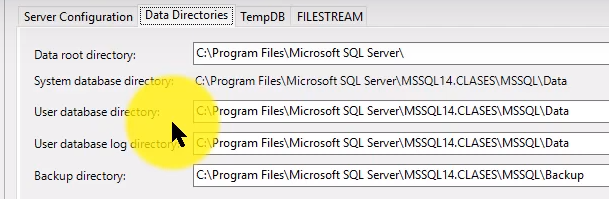 Server Configuration Data Directories TempDB FILESTREAM
Data root directory: C:\Program Files\Microsoft SQL Server\
System database directory: C:\Program Files\Microsoft SQL Server\MSSQL14.CLASES\MSSQL\Data
User database directory: C:\Program Files\Microsoft SQL Server\MSSQL14.CLASES\MSSQL\Data
User database log directory: C:\Program Files\Microsoft SQL Server\MSSQL14.CLASES\MSSQL\Data
Backup directory: C:\Program Files\Microsoft SQL Server\MSSQL14.CLASES\MSSQL\Backup